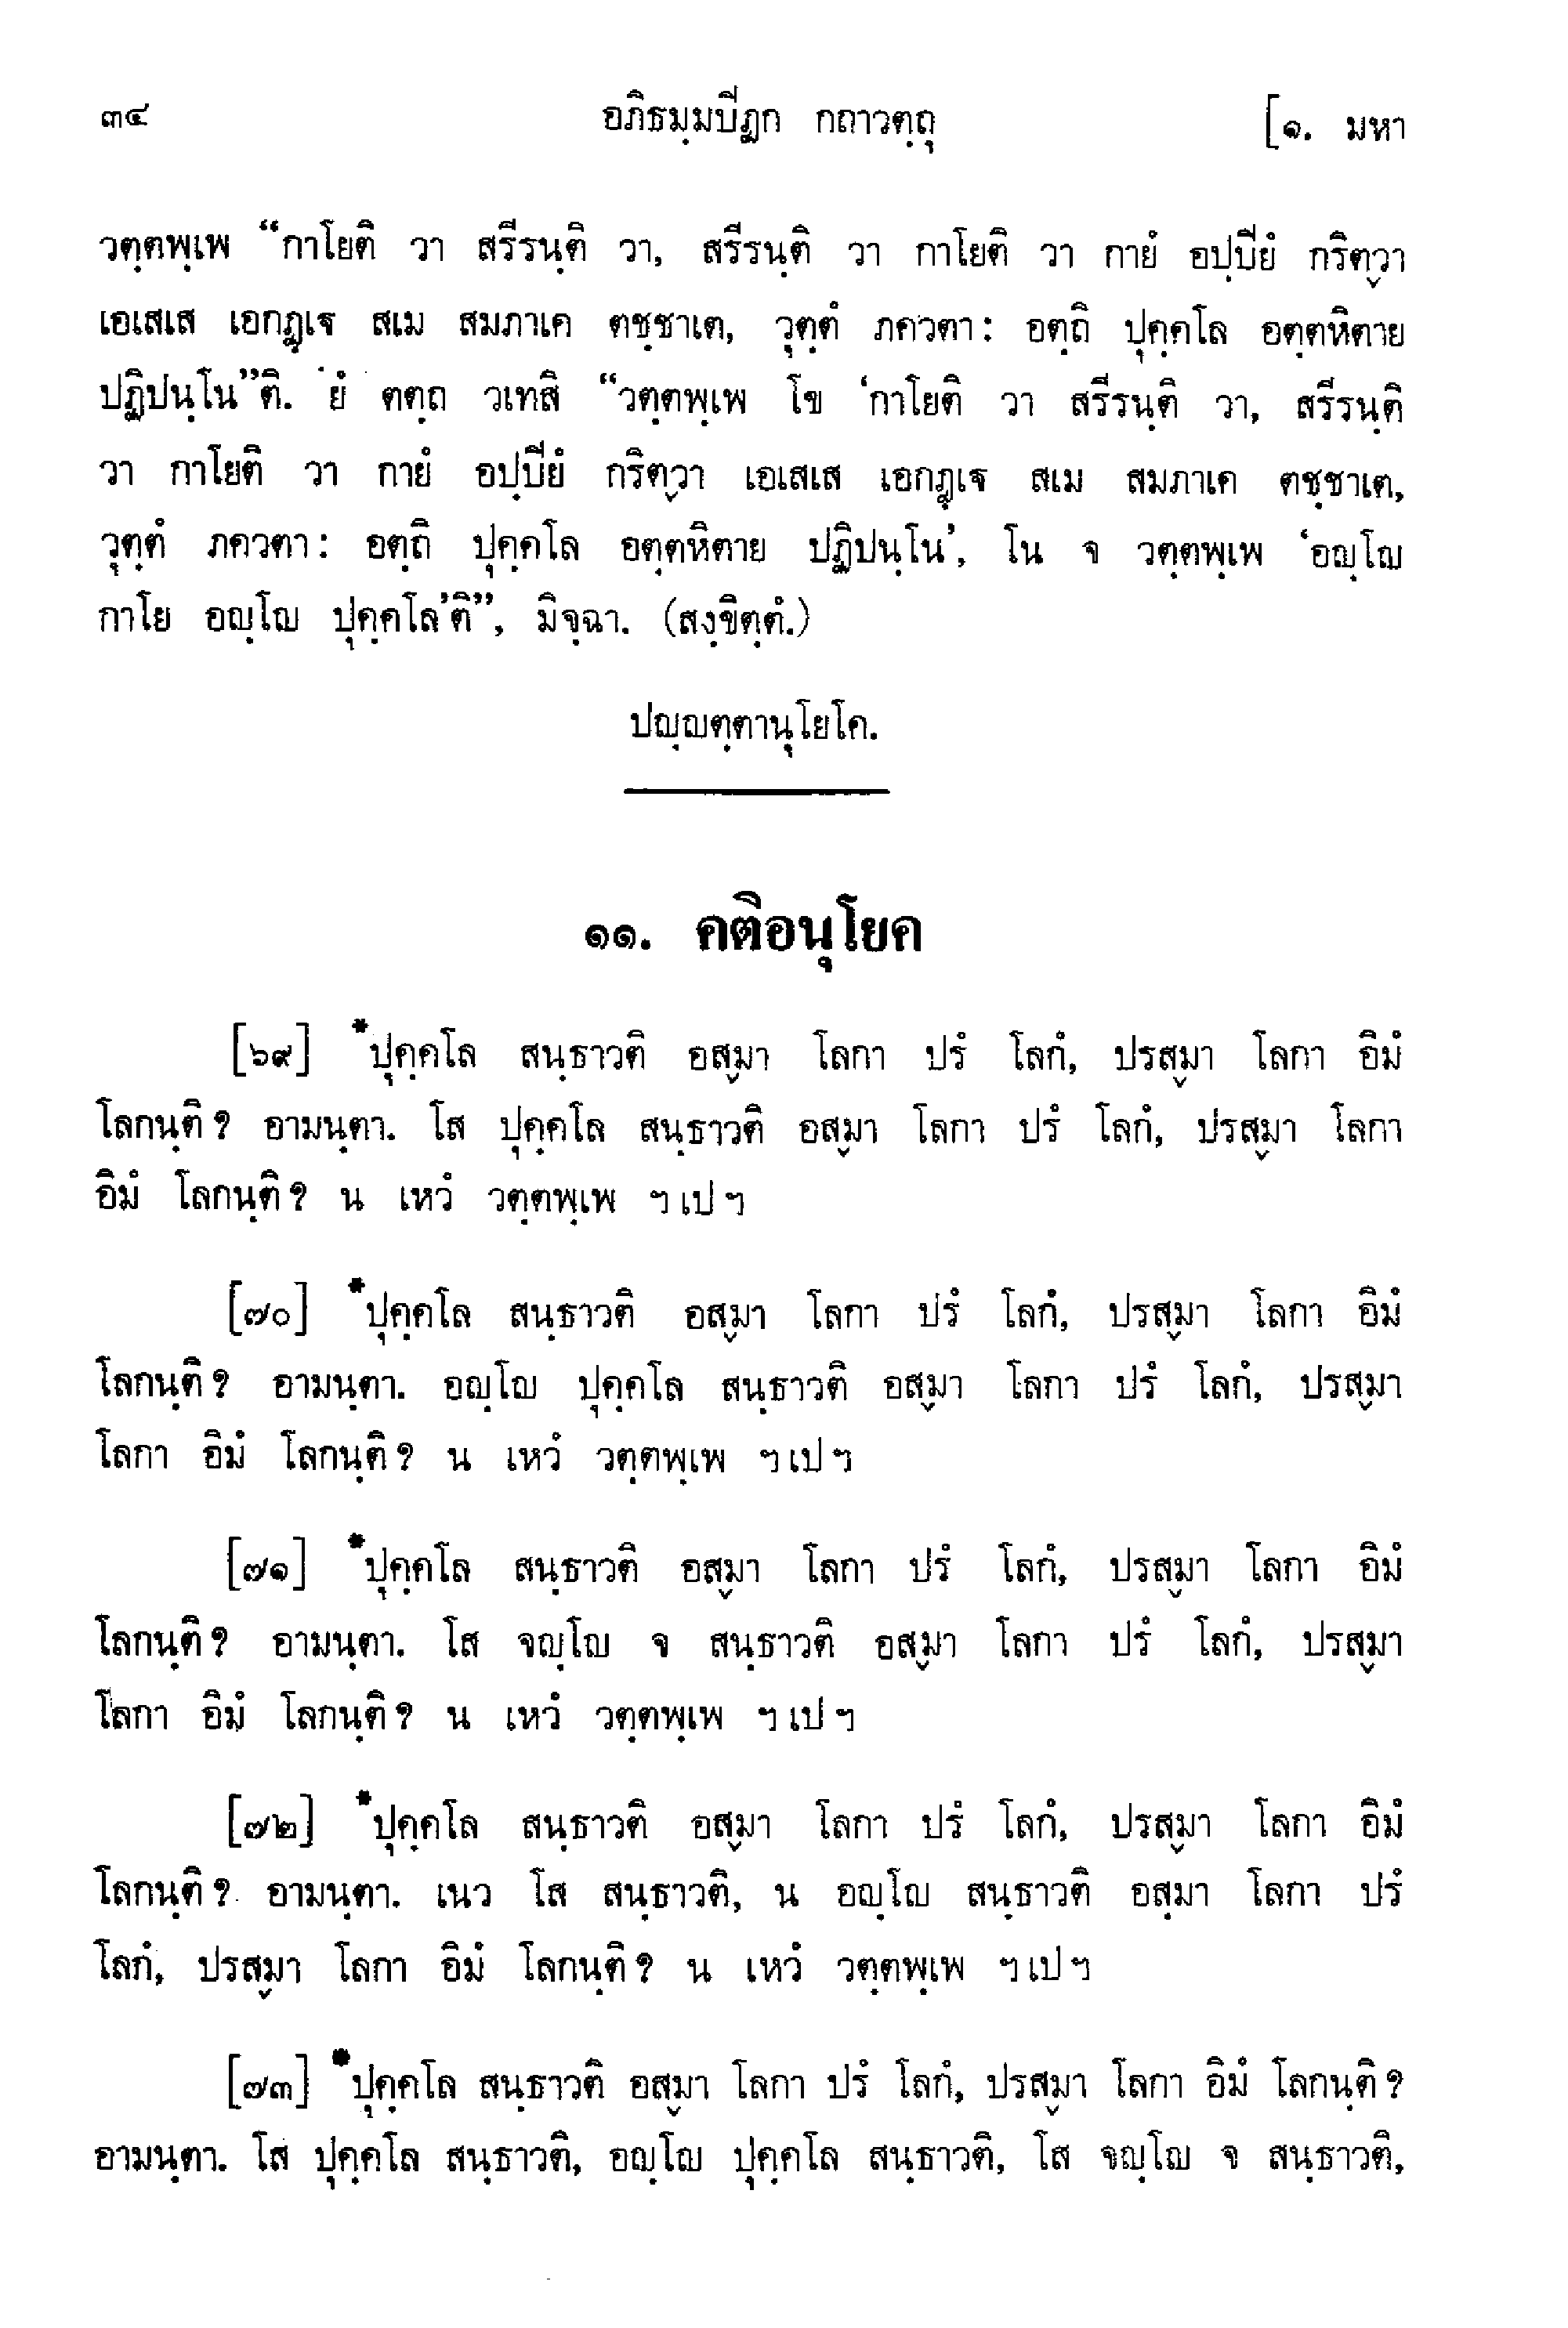 ๓๔ อภิธมฺมปีฏก กถาวตฺถุ [๑. มหา
วตฺตพฺเพ “กาโยติ วา สรีรนฺติ วา, สรีรนฺติ วา กาโยติ วา กายํ อปฺปียํ กริตฺวา
เอเสเส เอกฏฺเฐ สเม สมภาเค ตชฺชาเต, วุตฺตํ ภควตา: อตฺถิ ปุคฺคโล อตฺตหิตาย
ปฏิปนฺโน”ติ. ยํ ตตฺถ วเทสิ “วตฺตพฺเพ โข ‘กาโยติ วา สรีรนฺติ วา, สรีรนฺติ
วา กาโยติ วา กายํ อปฺปียํ กริตฺวา เอเสเส เอกฏฺเฐ สเม สมภาเค ตชฺชาเต,
วุตฺตํ ภควตา: อตฺถิ ปุคฺคโล อตฺตหิตาย ปฏิปนฺโน’, โน จ วตฺตพฺเพ ‘อญฺโญ
กาโย อญฺโญ ปุคฺคโล’ติ”, มิจฺฉา. (สงฺขิตฺตํ.)
ปญฺญตฺตานุโยโค.
๑๑. คติอนุโยค
[๖๙] *ปุคฺคโล สนฺธาวติ อสฺมา โลกา ปรํ โลกํ, ปรสฺมา โลกา อิมํ
โลกนฺติ? อามนฺตา. โส ปุคฺคโล สนฺธาวติ อสฺมา โลกา ปรํ โลกํ, ปรสฺมา โลกา
อิมํ โลกนฺติ? น เหวํ วตฺตพฺเพ ฯ เป ฯ
[๗๐] *ปุคฺคโล สนฺธาวติ อสฺมา โลกา ปรํ โลกํ, ปรสฺมา โลกา อิมํ
โลกนฺติ? อามนฺตา. อญฺโญ ปุคฺคโล สนฺธาวติ อสฺมา โลกา ปรํ โลกํ, ปรสฺมา
โลกา อิมํ โลกนฺติ? น เหวํ วตฺตพฺเพ ฯ เป ฯ
[๗๑] *ปุคฺคโล สนฺธาวติ อสฺมา โลกา ปรํ โลกํ, ปรสฺมา โลกา อิมํ
โลกนฺติ? อามนฺตา. โส จญฺโญ จ สนฺธาวติ อสฺมา โลกา ปรํ โลกํ, ปรสฺมา
โลกา อิมํ โลกนฺติ? น เหวํ วตฺตพฺเพ ฯ เป ฯ
[๗๒] *ปุคฺคโล สนฺธาวติ อสฺมา โลกา ปรํ โลกํ, ปรสฺมา โลกา อิมํ
โลกนฺติ? อามนฺตา. เนว โส สนฺธาวติ, น อญฺโญ สนฺธาวติ อสฺมา โลกา ปรํ
โลกํ, ปรสฺมา โลกา อิมํ โลกนฺติ? น เหวํ วตฺตพฺเพ ฯ เป ฯ
[๗๓] *ปุคฺคโล สนฺธาวติ อสฺมา โลกา ปรํ โลกํ, ปรสฺมา โลกา อิมํ โลกนฺติ?
อามนฺตา. โส ปุคฺคโล สนฺธาวติ, อญฺโญ ปุคฺคโล สนฺธาวติ, โส จญฺโญ จ สนฺธาวติ,